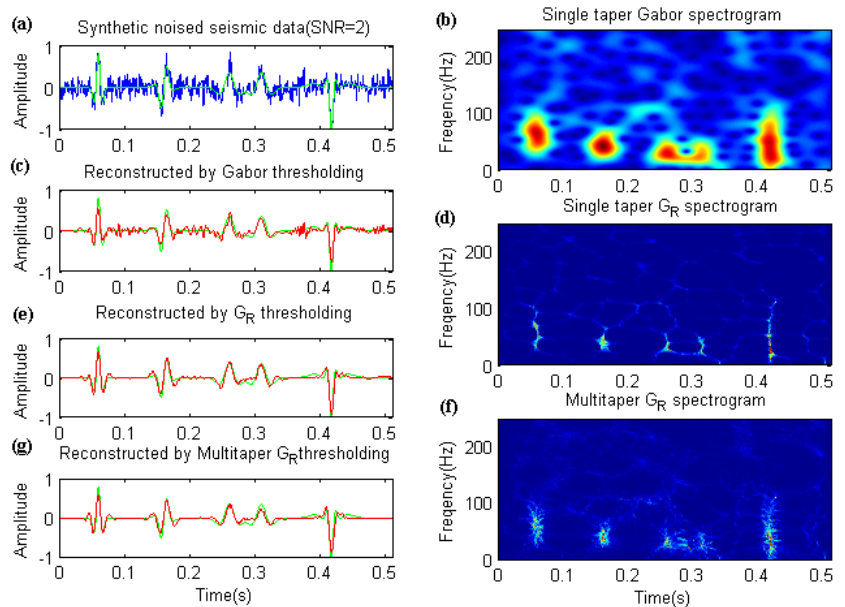 (a) Synthetic noised seismic data(SNR=2)
Amplitude
1
0
-1
0 0.1 0.2 0.3 0.4 0.5
(b) Single taper Gabor spectrogram
Freqency(Hz)
200
100
0
0 0.1 0.2 0.3 0.4 0.5
(c) Reconstructed by Gabor thresholding
Amplitude
1
0
-1
0 0.1 0.2 0.3 0.4 0.5
(d) Single taper GR spectrogram
Freqency(Hz)
200
100
0
0 0.1 0.2 0.3 0.4 0.5
(e) Reconstructed by GR thresholding
Amplitude
1
0
-1
0 0.1 0.2 0.3 0.4 0.5
(f) Multitaper GR spectrogram
Freqency(Hz)
200
100
0
0 0.1 0.2 0.3 0.4 0.5
Time(s)
(g) Reconstructed by Multitaper GRthresholding
Amplitude
1
0
-1
0 0.1 0.2 0.3 0.4 0.5
Time(s)